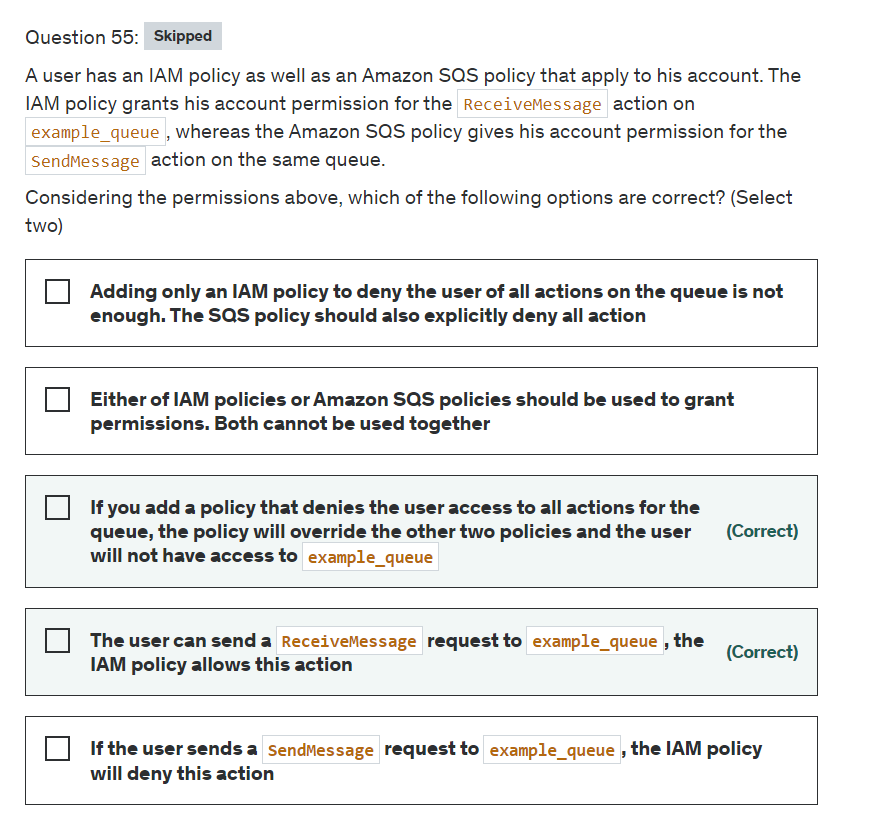 Question 55: Skipped
A user has an IAM policy as well as an Amazon SQS policy that apply to his account. The
IAM policy grants his account permission for the ReceiveMessage action on
example_queue, whereas the Amazon SQS policy gives his account permission for the
SendMessage action on the same queue.
Considering the permissions above, which of the following options are correct? (Select
two)
Adding only an IAM policy to deny the user of all actions on the queue is not
enough. The SQS policy should also explicitly deny all action
Either of IAM policies or Amazon SQS policies should be used to grant
permissions. Both cannot be used together
If you add a policy that denies the user access to all actions for the
queue, the policy will override the other two policies and the user
will not have access to example_queue
(Correct)
The user can send a ReceiveMessage request to example_queue, the
IAM policy allows this action
(Correct)
If the user sends a SendMessage request to example_queue, the IAM policy
will deny this action